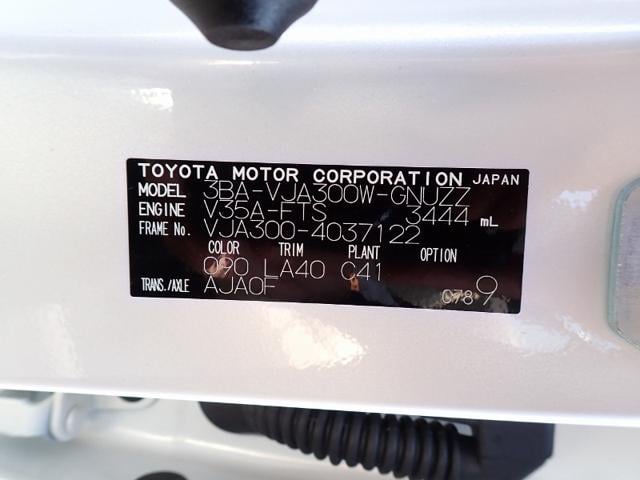 TOYOTA MOTOR CORPORATION JAPAN
MODEL 3BA-VJA300W-GNUZZ
ENGINE V35A-FTS 3444 mL
FRAME No. VJA300-4037122
COLOR TRIM PLANT OPTION
090 LA40 C41
TRANS./AXLE AJA0F C78 9